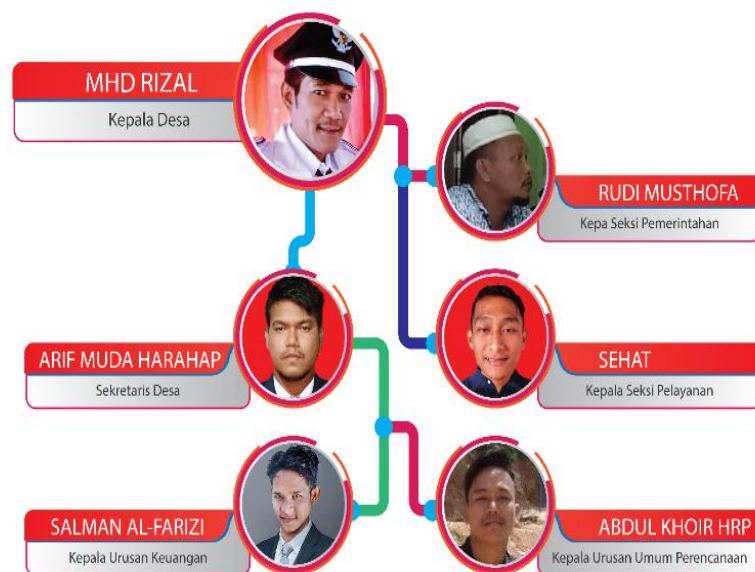 MHD RIZAL
Kepala Desa
RUDI MUSTHOFA
Kepa Seksi Pemerintahan
ARIF MUDA HARAHAP
Sekretaris Desa
SEHAT
Kepala Seksi Pelayanan
SALMAN AL-FARIZI
Kepala Urusan Keuangan
ABDUL KHOIR HRP
Kepala Urusan Umum Perencanaan